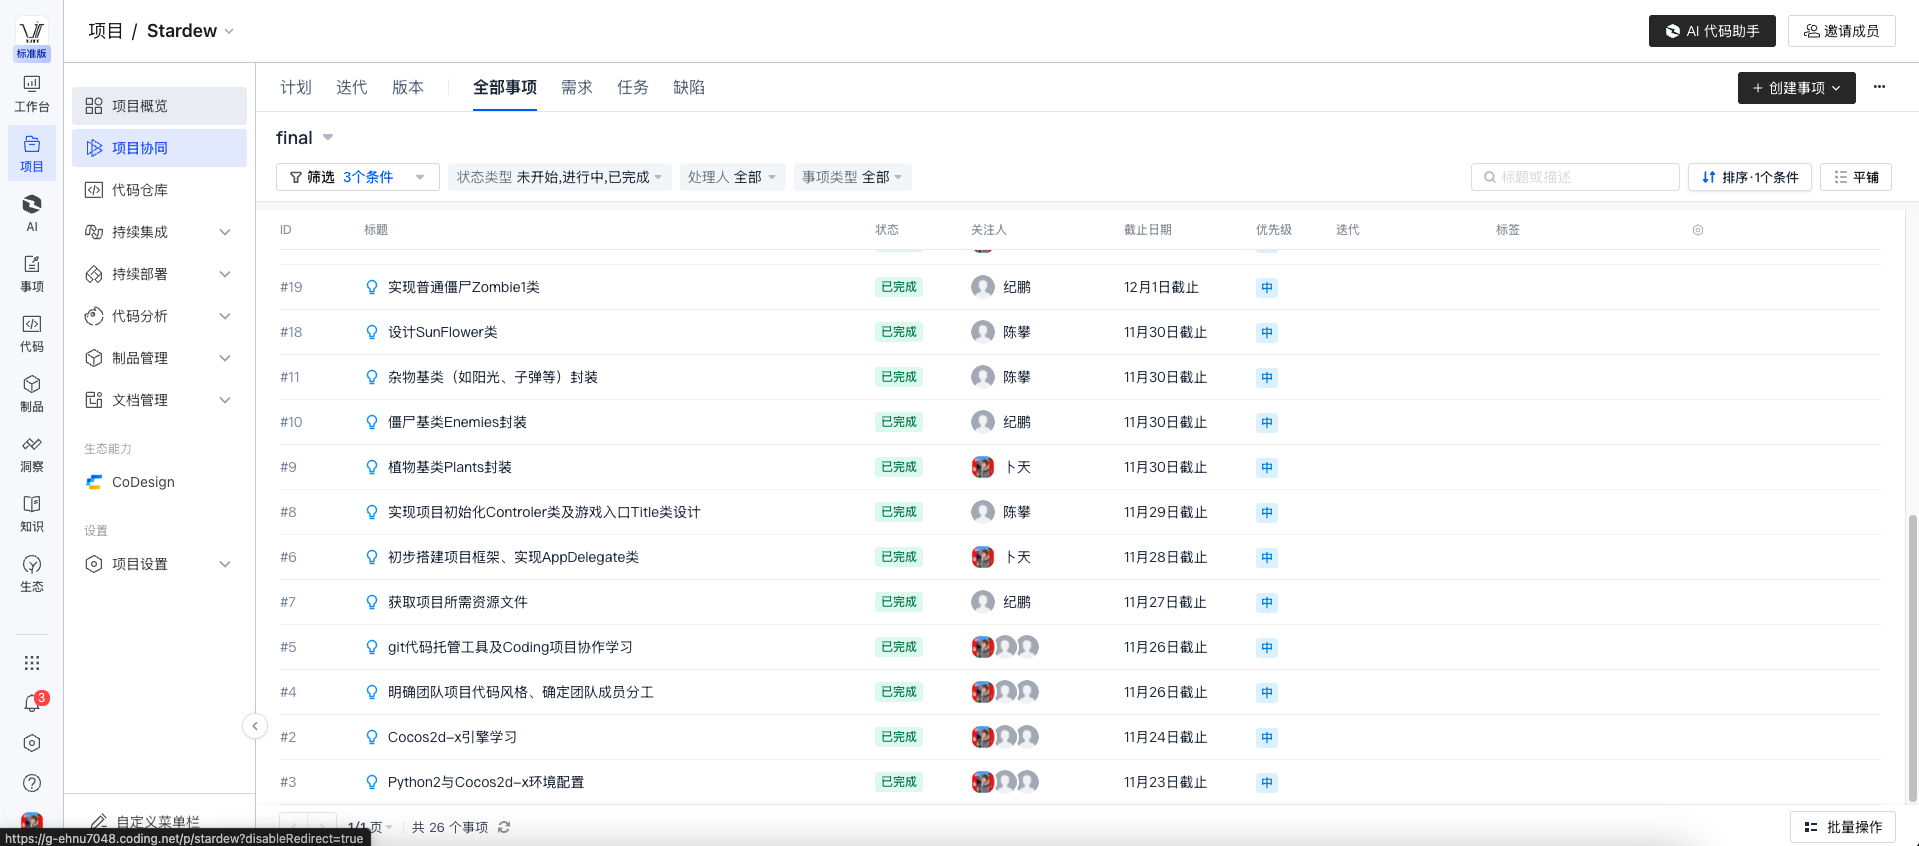 项目 / Stardew
AI 代码助手
邀请成员
标准版
工作台
项目
AI
事项
代码
制品
洞察
知识
生态
3
项目概览
项目协同
代码仓库
持续集成
持续部署
代码分析
制品管理
文档管理
生态能力
CoDesign
设置
项目设置
自定义菜单栏
计划 迭代 版本 全部事项 需求 任务 缺陷
+ 创建事项 ...
final
筛选 3个条件 状态类型 未开始,进行中,已完成 处理人 全部 事项类型 全部 标题或描述 排序·1个条件 平铺
ID 标题 状态 关注人 截止日期 优先级 迭代 标签
#19 实现普通僵尸Zombie1类 已完成 纪鹏 12月1日截止 中
#18 设计SunFlower类 已完成 陈攀 11月30日截止 中
#11 杂物基类（如阳光、子弹等）封装 已完成 陈攀 11月30日截止 中
#10 僵尸基类Enemies封装 已完成 纪鹏 11月30日截止 中
#9 植物基类Plants封装 已完成 卜天 11月30日截止 中
#8 实现项目初始化Controler类及游戏入口Title类设计 已完成 陈攀 11月29日截止 中
#6 初步搭建项目框架、实现AppDelegate类 已完成 卜天 11月28日截止 中
#7 获取项目所需资源文件 已完成 纪鹏 11月27日截止 中
#5 git代码托管工具及Coding项目协作学习 已完成 11月26日截止 中
#4 明确团队项目代码风格、确定团队成员分工 已完成 11月26日截止 中
#2 Cocos2d-x引擎学习 已完成 11月24日截止 中
#3 Python2与Cocos2d-x环境配置 已完成 11月23日截止 中
1/1 页 共 26 个事项
批量操作
https://g-ehnu7048.coding.net/p/stardew?disableRedirect=true